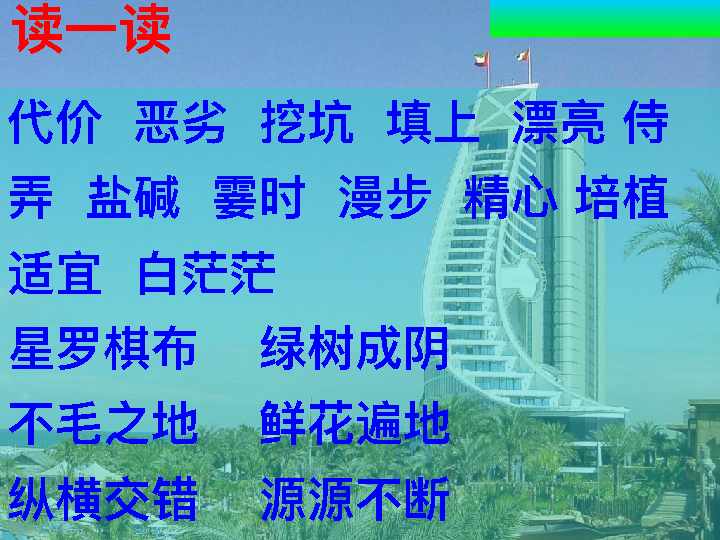 读一读
代价 恶劣 挖坑 填上 漂亮 侍
弄 盐碱 霎时 漫步 精心 培植
适宜 白茫茫
星罗棋布 绿树成阴
不毛之地 鲜花遍地
纵横交错 源源不断